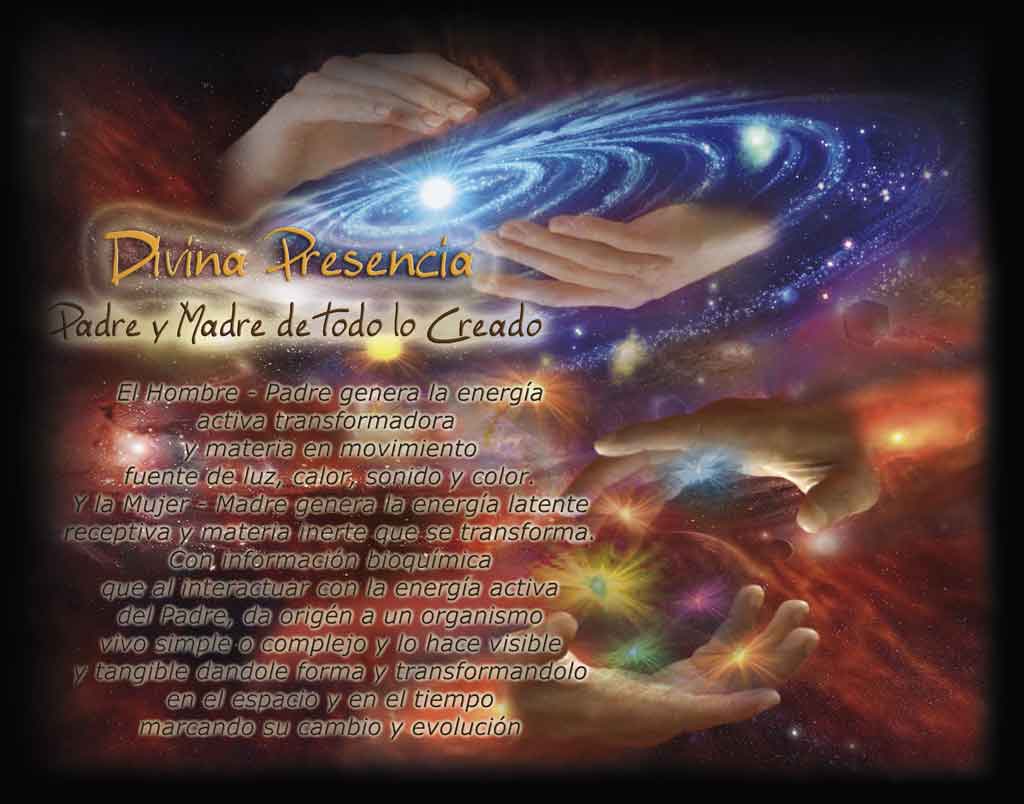 Divina Presencia
Padre y Madre de Todo lo Creado
El Hombre - Padre genera la energía
activa transformadora
y materia en movimiento
fuente de luz, calor, sonido y color.
Y la Mujer - Madre genera la energía latente
receptiva y materia inerte que se transforma.
Con información bioquímica
que al interactuar con la energía activa
del Padre, da origén a un organismo
vivo simple o complejo y lo hace visible
y tangible dandole forma y transformandolo
en el espacio y en el tiempo
marcando su cambio y evolución